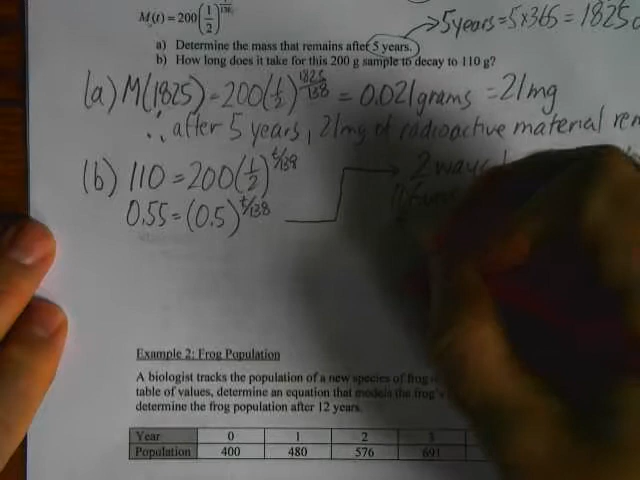 M(t) = 200(1/2)^t/138
→ 5 years = 5 x 365 = 1825
a) Determine the mass that remains after 5 years.
b) How long does it take for this 200 g sample to decay to 110 g?
(a) M(1825) = 200(1/2)^1825/138 = 0.021 grams = 21mg
∴ after 5 years, 21mg of radioactive material
(b) 110 = 200(1/2)^t/138
→ 2 ways
0.55 = (0.5)^t/138
Example 2: Frog Population
A biologist tracks the population of a new species of frog
table of values, determine an equation that models the frog's
determine the frog population after 12 years.
Year 0 1 2 3
Population 400 480 576 691